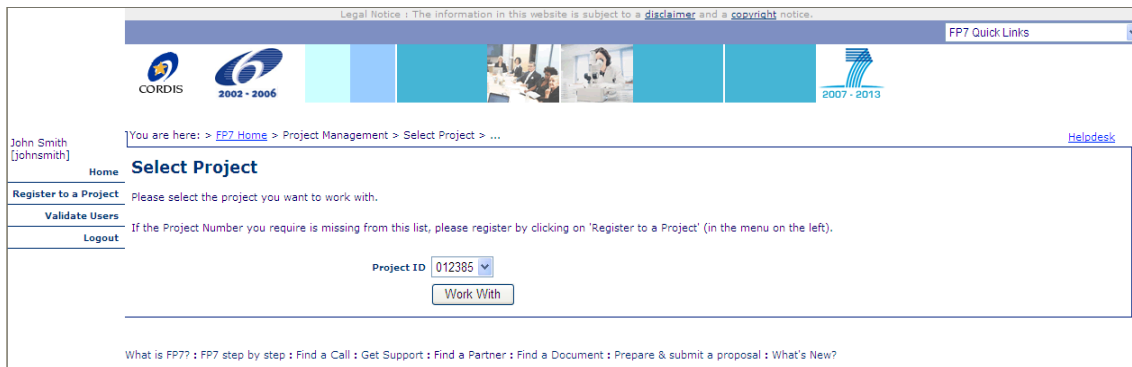 Legal Notice : The information in this website is subject to a disclaimer and a copyright notice.
FP7 Quick Links
CORDIS
6
2002 - 2006
7
2007 - 2013
You are here: > FP7 Home > Project Management > Select Project > ...
Helpdesk
John Smith
[johnsmith]
Home
Register to a Project
Validate Users
Logout
Select Project
Please select the project you want to work with.
If the Project Number you require is missing from this list, please register by clicking on 'Register to a Project' (in the menu on the left).
Project ID 012385
Work With
What is FP7? : FP7 step by step : Find a Call : Get Support : Find a Partner : Find a Document : Prepare & submit a proposal : What's New?